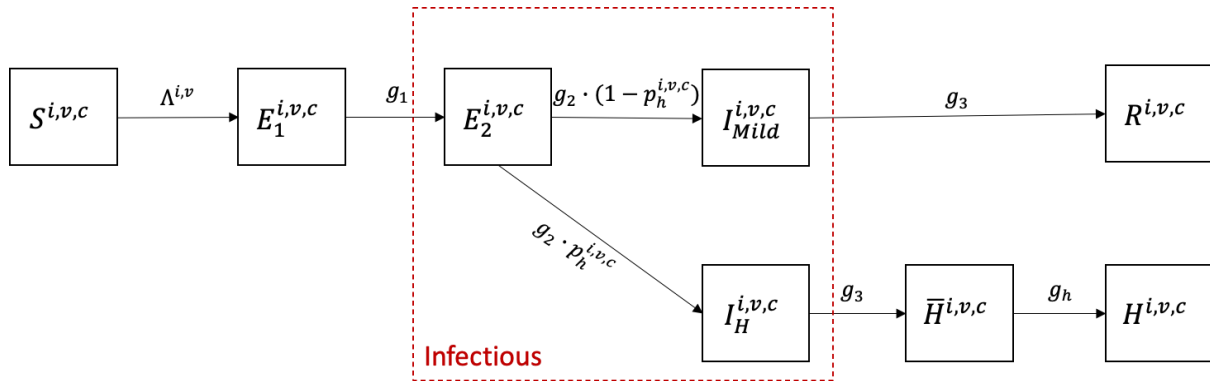 Λ^{i,v}
g_1
g_2 · (1 − p_h^{i,v,c})
g_3
S^{i,v,c}
E_1^{i,v,c}
E_2^{i,v,c}
I_{Mild}^{i,v,c}
R^{i,v,c}
g_2 · p_h^{i,v,c}
g_3
g_h
I_H^{i,v,c}
H̅^{i,v,c}
H^{i,v,c}
Infectious